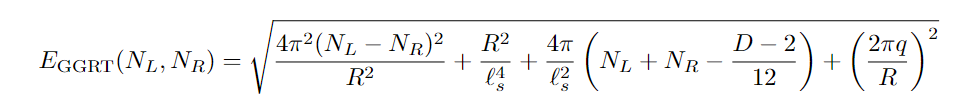 E_{\mathrm{GGRT}}(N_L, N_R) = \sqrt{\frac{4\pi^2(N_L - N_R)^2}{R^2} + \frac{R^2}{\ell_s^4} + \frac{4\pi}{\ell_s^2}\left(N_L + N_R - \frac{D-2}{12}\right) + \left(\frac{2\pi q}{R}\right)^2}